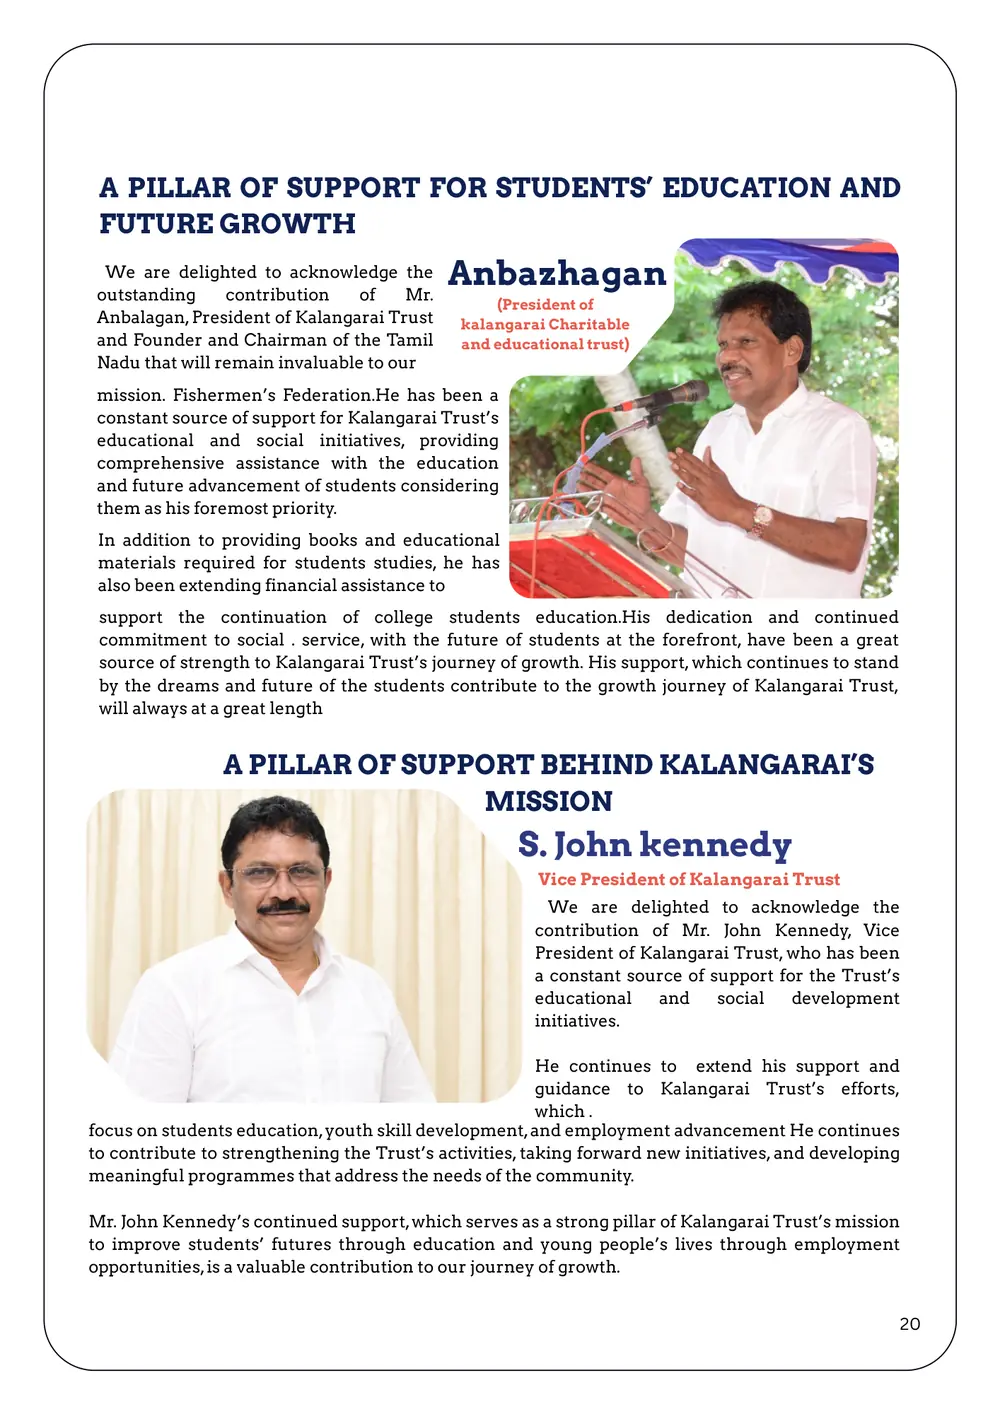 A PILLAR OF SUPPORT FOR STUDENTS’ EDUCATION AND
FUTURE GROWTH
We are delighted to acknowledge the
outstanding contribution of Mr.
Anbalagan, President of Kalangarai Trust
and Founder and Chairman of the Tamil
Nadu that will remain invaluable to our
Anbazhagan
(President of
kalangarai Charitable
and educational trust)
mission. Fishermen’s Federation.He has been a
constant source of support for Kalangarai Trust’s
educational and social initiatives, providing
comprehensive assistance with the education
and future advancement of students considering
them as his foremost priority.
In addition to providing books and educational
materials required for students studies, he has
also been extending financial assistance to
support the continuation of college students education.His dedication and continued
commitment to social . service, with the future of students at the forefront, have been a great
source of strength to Kalangarai Trust’s journey of growth. His support, which continues to stand
by the dreams and future of the students contribute to the growth journey of Kalangarai Trust,
will always at a great length
A PILLAR OF SUPPORT BEHIND KALANGARAI’S
MISSION
S. John kennedy
Vice President of Kalangarai Trust
We are delighted to acknowledge the
contribution of Mr. John Kennedy, Vice
President of Kalangarai Trust, who has been
a constant source of support for the Trust’s
educational and social development
initiatives.
He continues to extend his support and
guidance to Kalangarai Trust’s efforts,
which .
focus on students education, youth skill development, and employment advancement He continues
to contribute to strengthening the Trust’s activities, taking forward new initiatives, and developing
meaningful programmes that address the needs of the community.
Mr. John Kennedy’s continued support, which serves as a strong pillar of Kalangarai Trust’s mission
to improve students’ futures through education and young people’s lives through employment
opportunities, is a valuable contribution to our journey of growth.
20